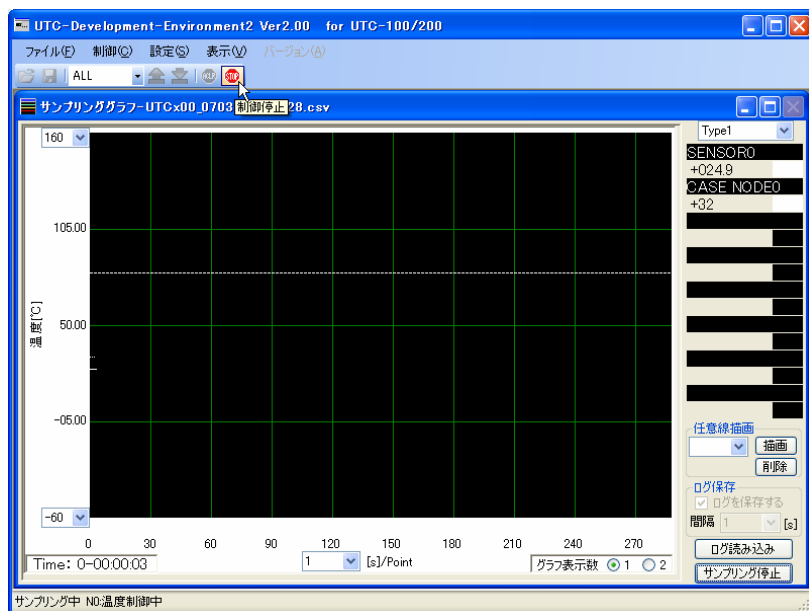 UTC-Development-Environment2 Ver2.00 for UTC-100/200
ファイル(F) 制御(C) 設定(S) 表示(V) バージョン(A)
ALL
STOP
サンプリンググラフ-UTCx00_0703
制御停止
28.csv
Type1
160
SENSOR0
+024.9
CASE NODE0
+32
105.00
温度[℃]
50.00
-05.00
-60
0 30 60 90 120 150 180 210 240 270
Time: 0-00:00:03
1
[s]/Point
グラフ表示数 1 2
任意線描画
描画
削除
ログ保存
ログを保存する
間隔 1 [s]
ログ読み込み
サンプリング停止
サンプリング中 N0:温度制御中